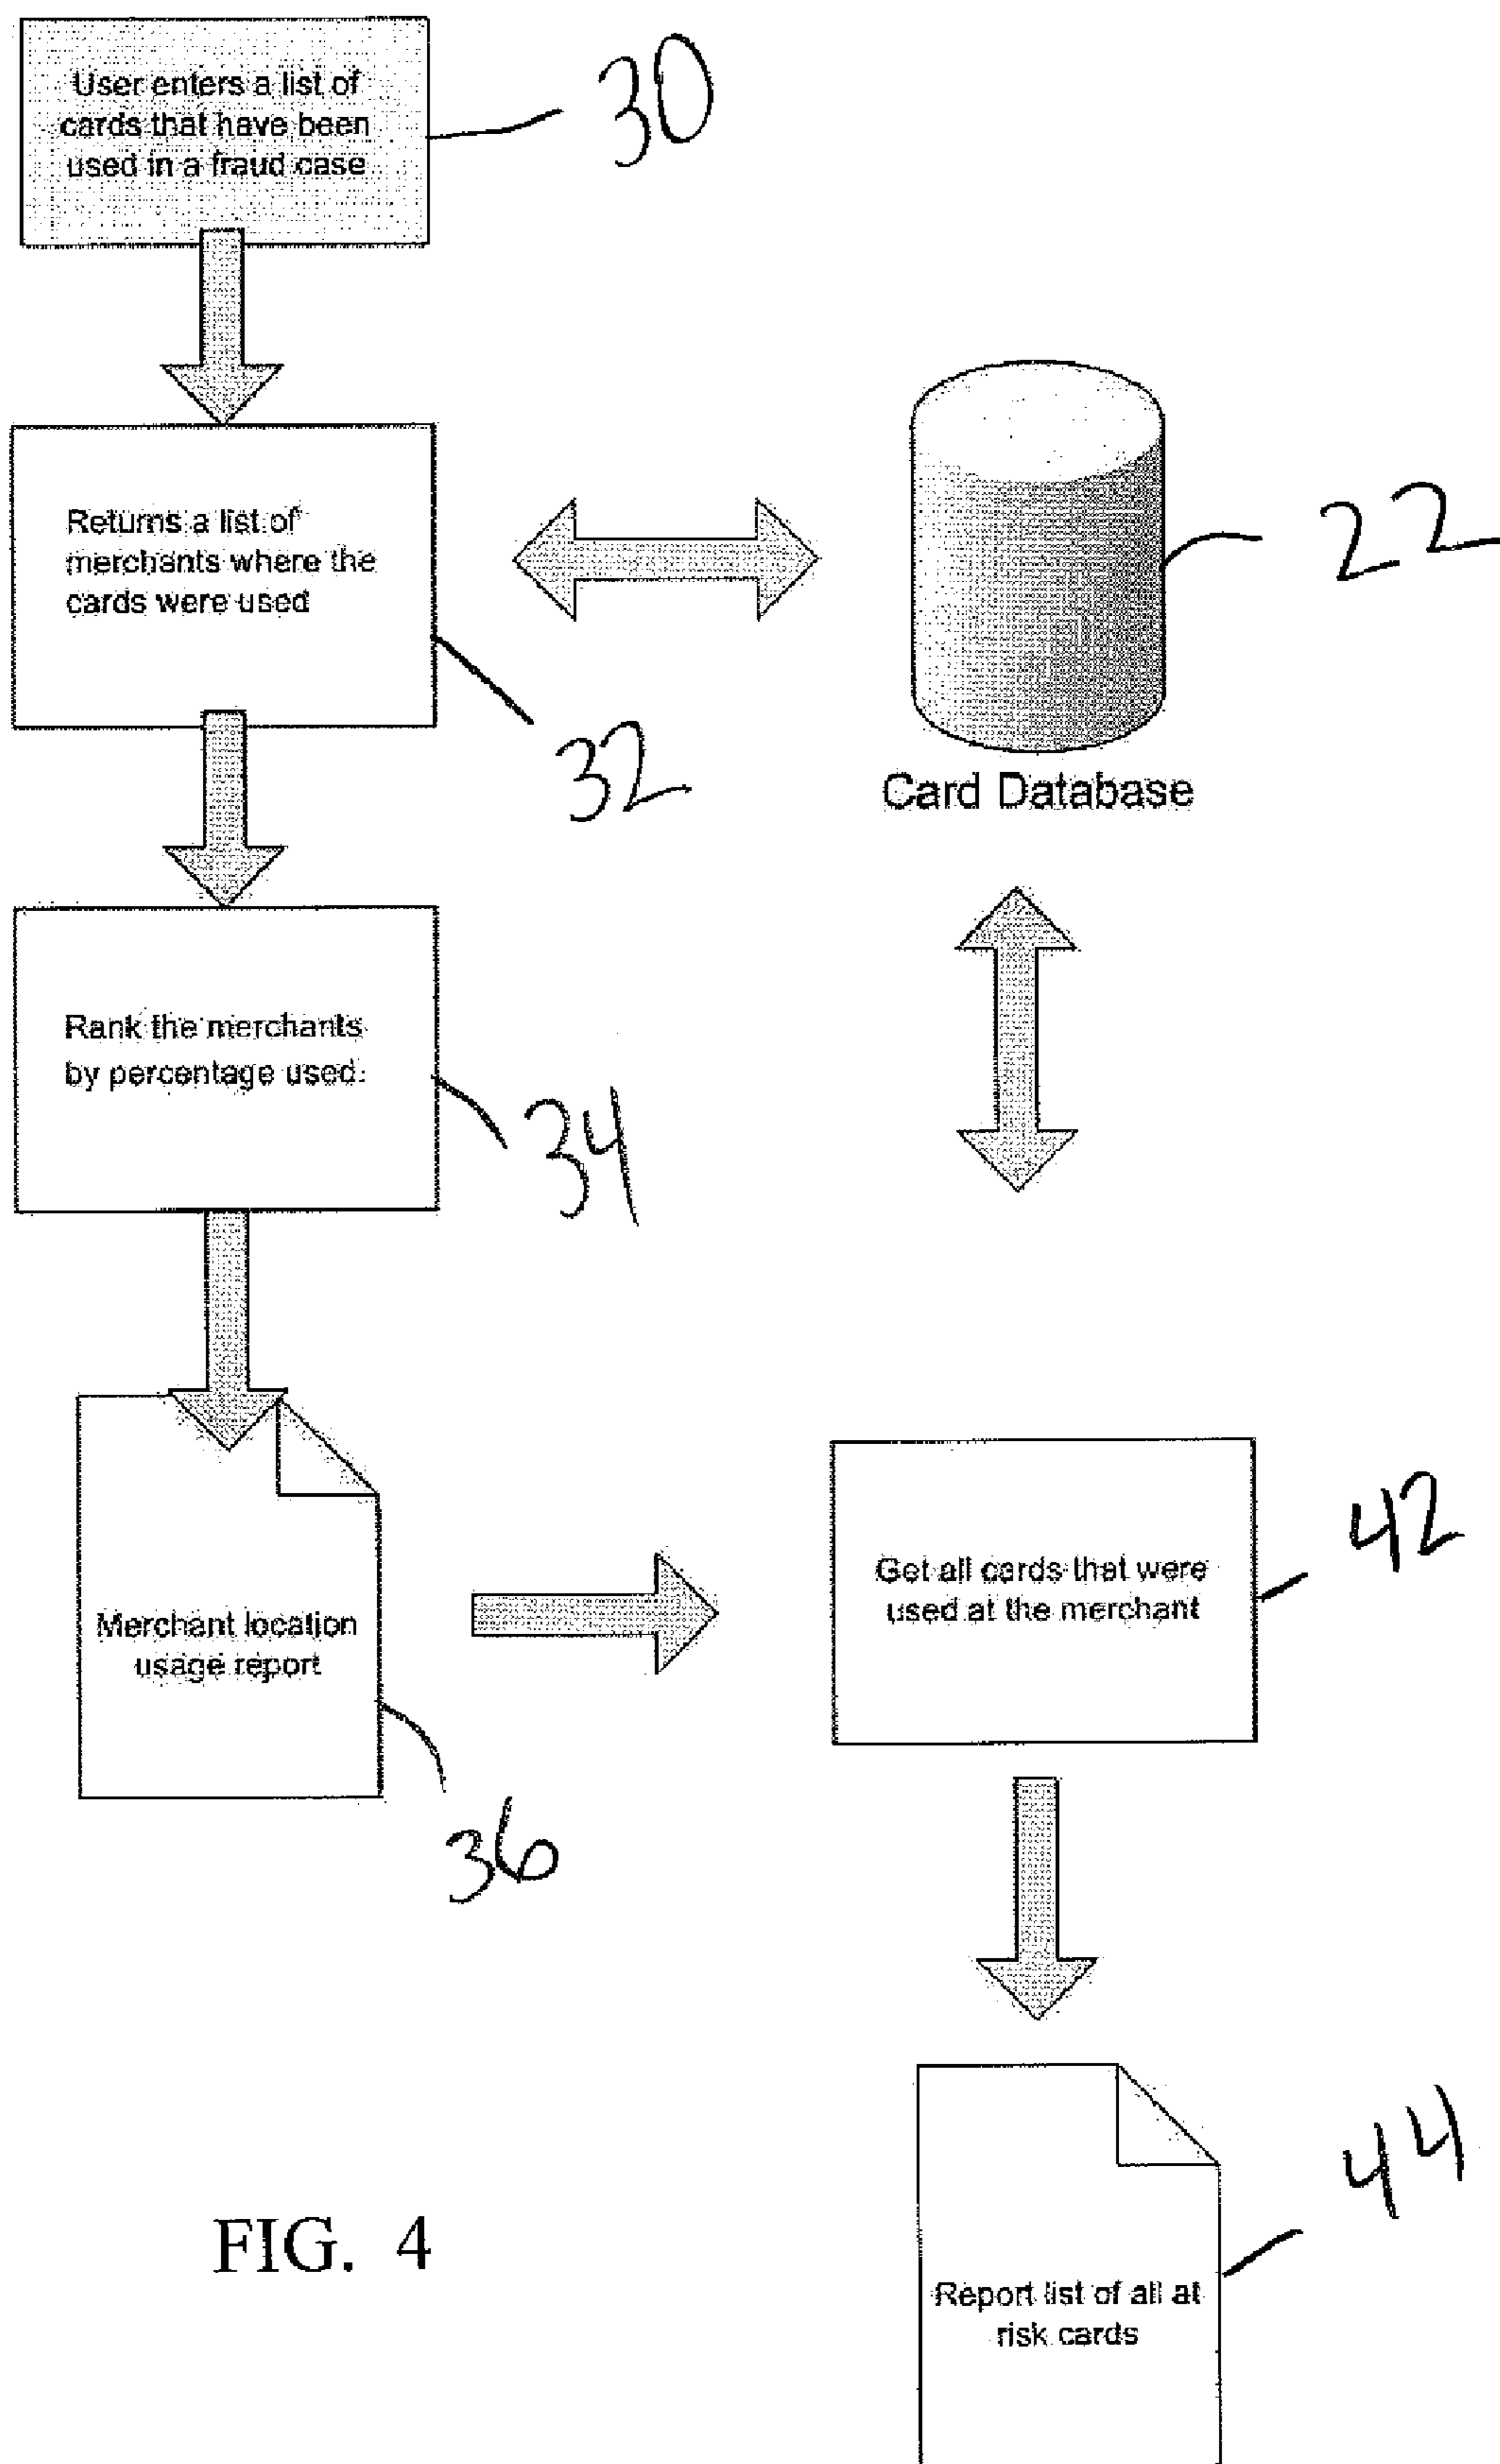 User enters a list of
cards that have been
used in a fraud case
30
Returns a list of
merchants where the
cards were used
32
22
Card Database
Rank the merchants
by percentage used.
34
Merchant location
usage report
36
Get all cards that were
used at the merchant
42
Report list of all at
risk cards
44
FIG. 4